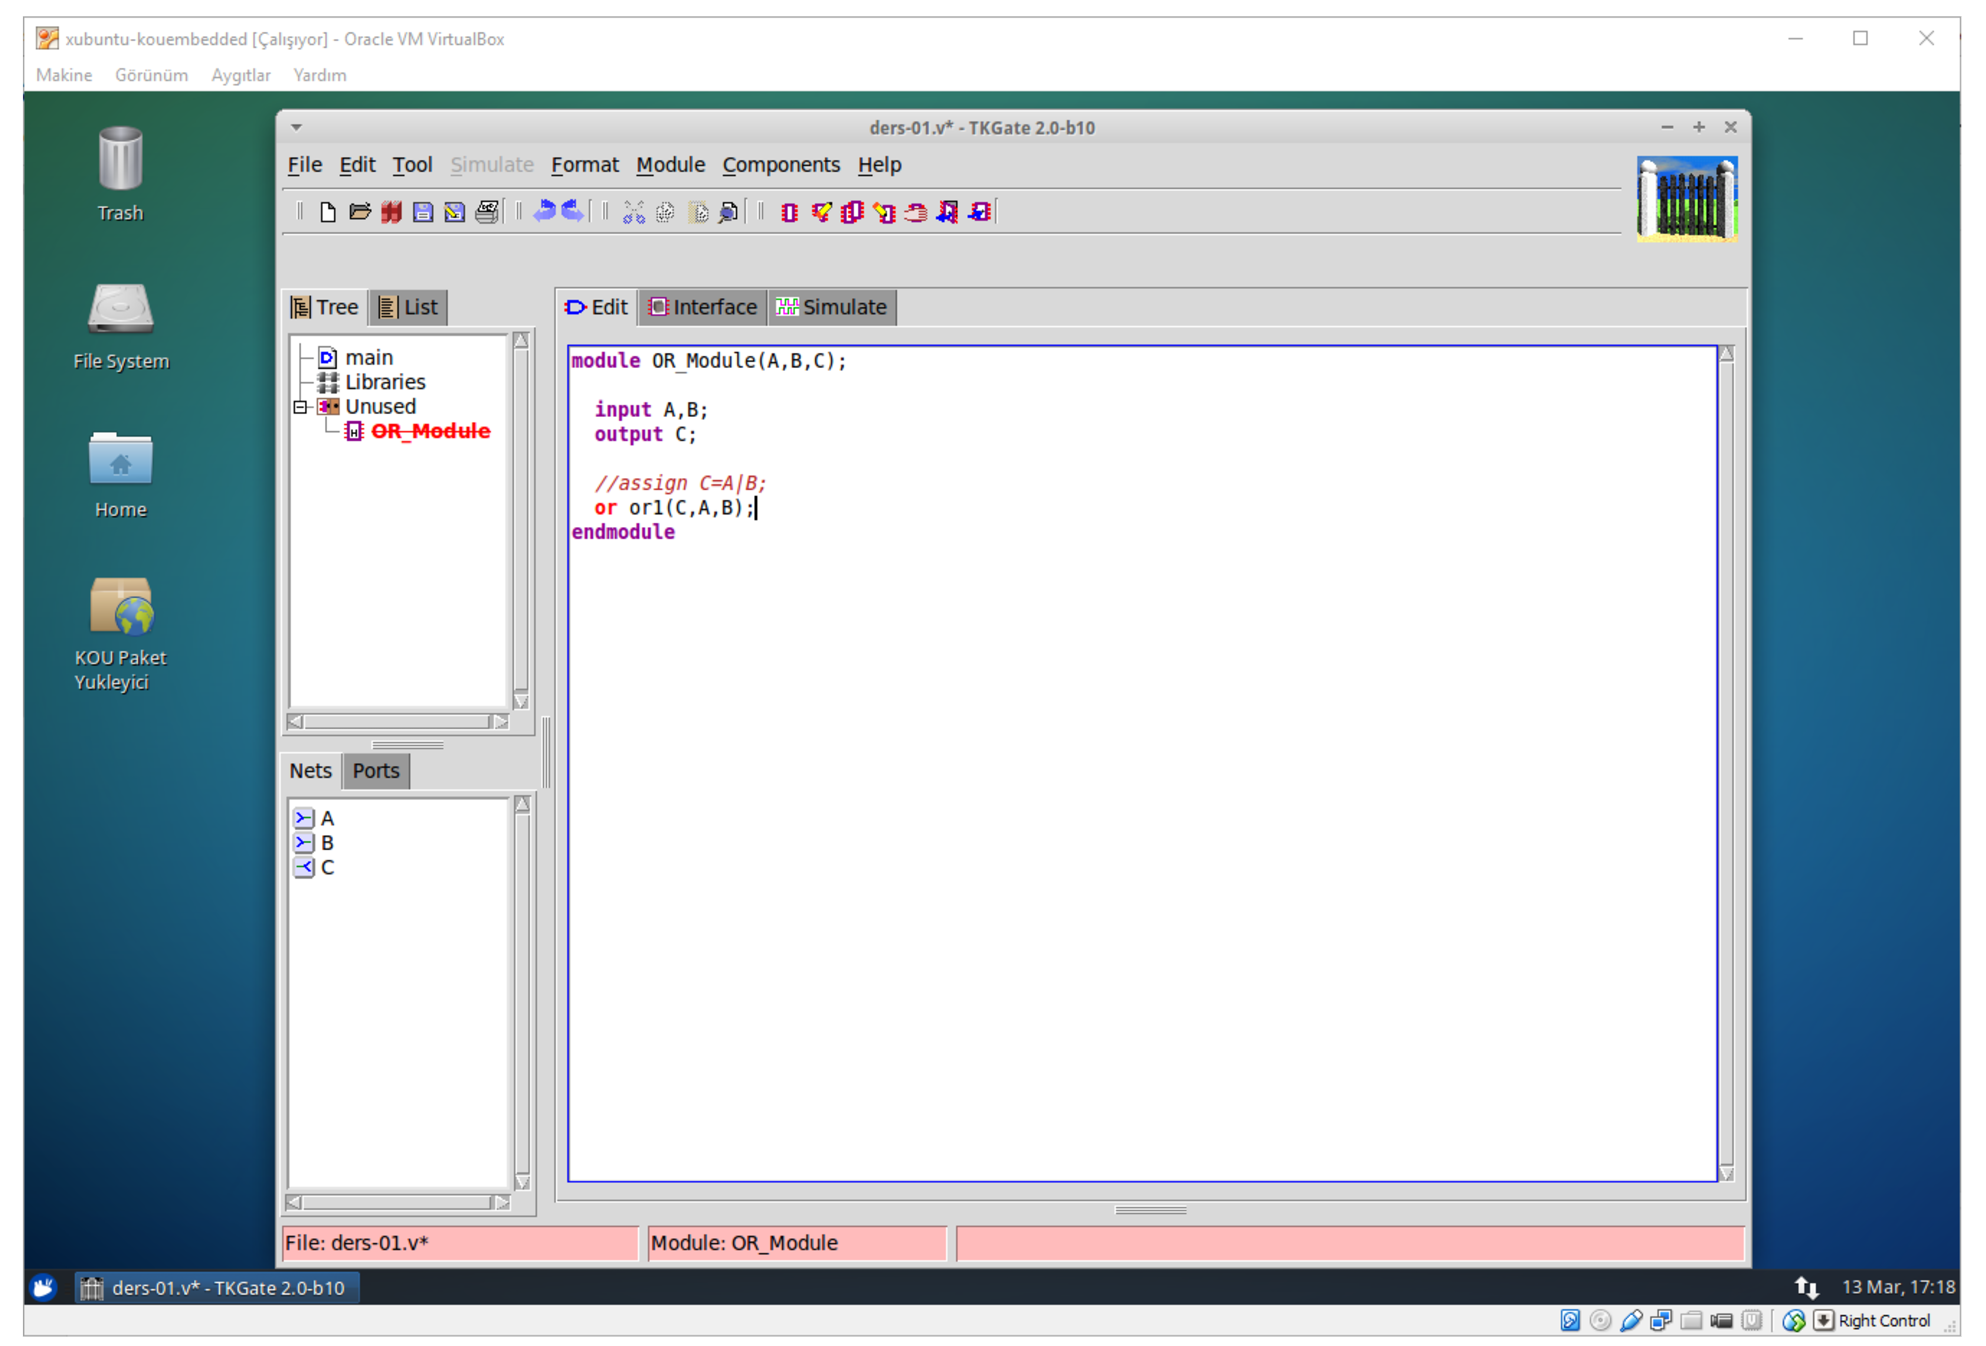 xubuntu-kouembedded [Çalışıyor] - Oracle VM VirtualBox
Makine Görünüm Aygıtlar Yardım
Trash
File System
Home
KOU Paket
Yukleyici
ders-01.v* - TKGate 2.0-b10
File Edit Tool Simulate Format Module Components Help
Tree List
main
Libraries
Unused
OR_Module
Nets Ports
A
B
C
Edit Interface Simulate
module OR_Module(A,B,C);
input A,B;
output C;
//assign C=A|B;
or or1(C,A,B);
endmodule
File: ders-01.v* Module: OR_Module
ders-01.v* - TKGate 2.0-b10 13 Mar, 17:18
Right Control